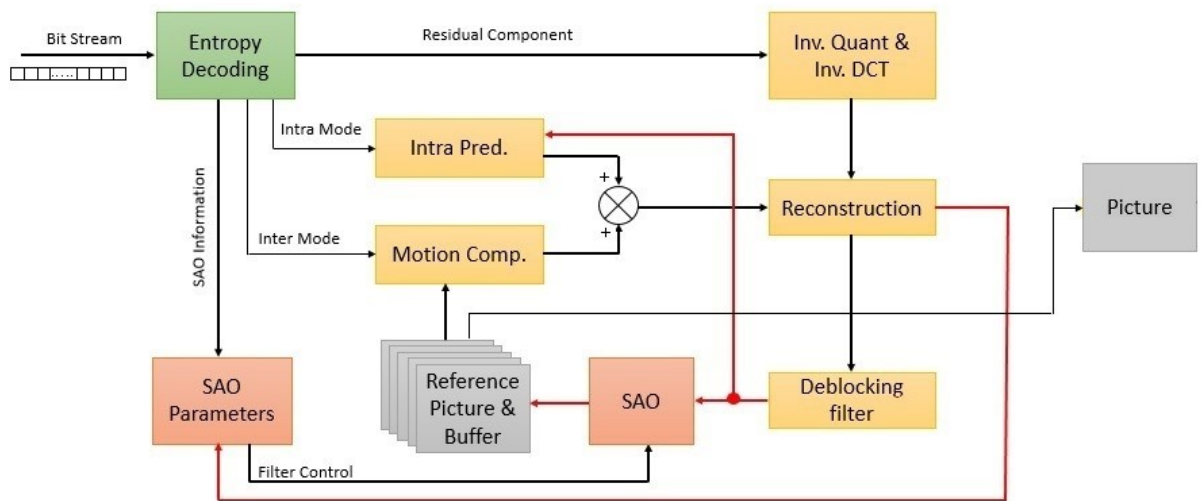 Bit Stream
Entropy
Decoding
Residual Component
Inv. Quant &
Inv. DCT
Intra Mode
Intra Pred.
+
Reconstruction
Picture
SAO Information
Inter Mode
Motion Comp.
+
SAO
Parameters
Reference
Picture &
Buffer
SAO
Deblocking
filter
Filter Control